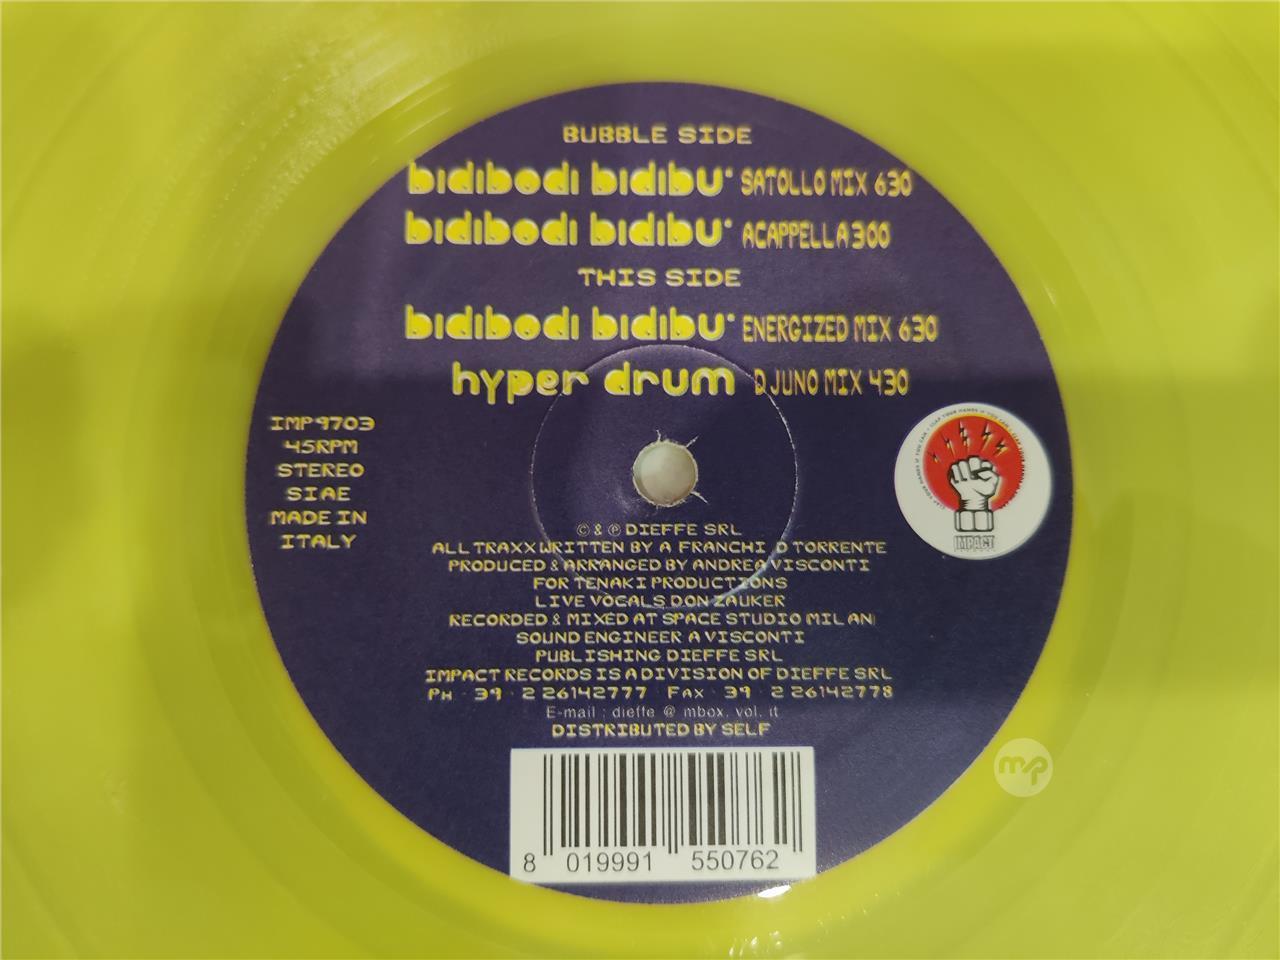 BUBBLE SIDE
bidibodi bidibu' SATOLLO MIX 630
bidibodi bidibu' ACAPPELLA 300
THIS SIDE
bidibodi bidibu' ENERGIZED MIX 630
hyper drum D JUNO MIX 430
IMP 9703
45RPM
STEREO
SIAE
MADE IN
ITALY
IMPACT
© & ℗ DIEFFE SRL
ALL TRAXX WRITTEN BY A FRANCHI D TORRENTE
PRODUCED & ARRANGED BY ANDREA VISCONTI
FOR TENAKI PRODUCTIONS
LIVE VOCALS DON ZAUKER
RECORDED & MIXED AT SPACE STUDIO MILAN
SOUND ENGINEER A VISCONTI
PUBLISHING DIEFFE SRL
IMPACT RECORDS IS A DIVISION OF DIEFFE SRL
PH · 39 · 2 26142777 FAX · 39 · 2 26142778
E-mail : dieffe @ mbox. vol. it
DISTRIBUTED BY SELF
8 019991 550762
mp